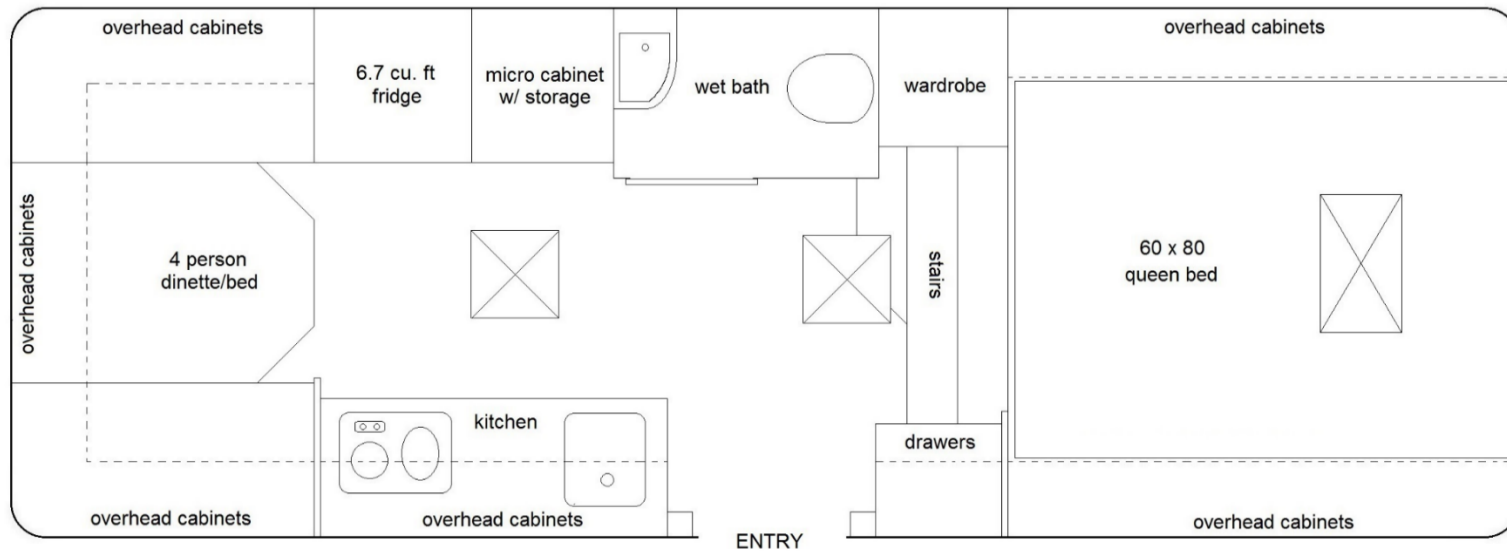 overhead cabinets
6.7 cu. ft
fridge
micro cabinet
w/ storage
wet bath
wardrobe
overhead cabinets
overhead cabinets
4 person
dinette/bed
stairs
60 x 80
queen bed
kitchen
drawers
overhead cabinets
overhead cabinets
overhead cabinets
ENTRY